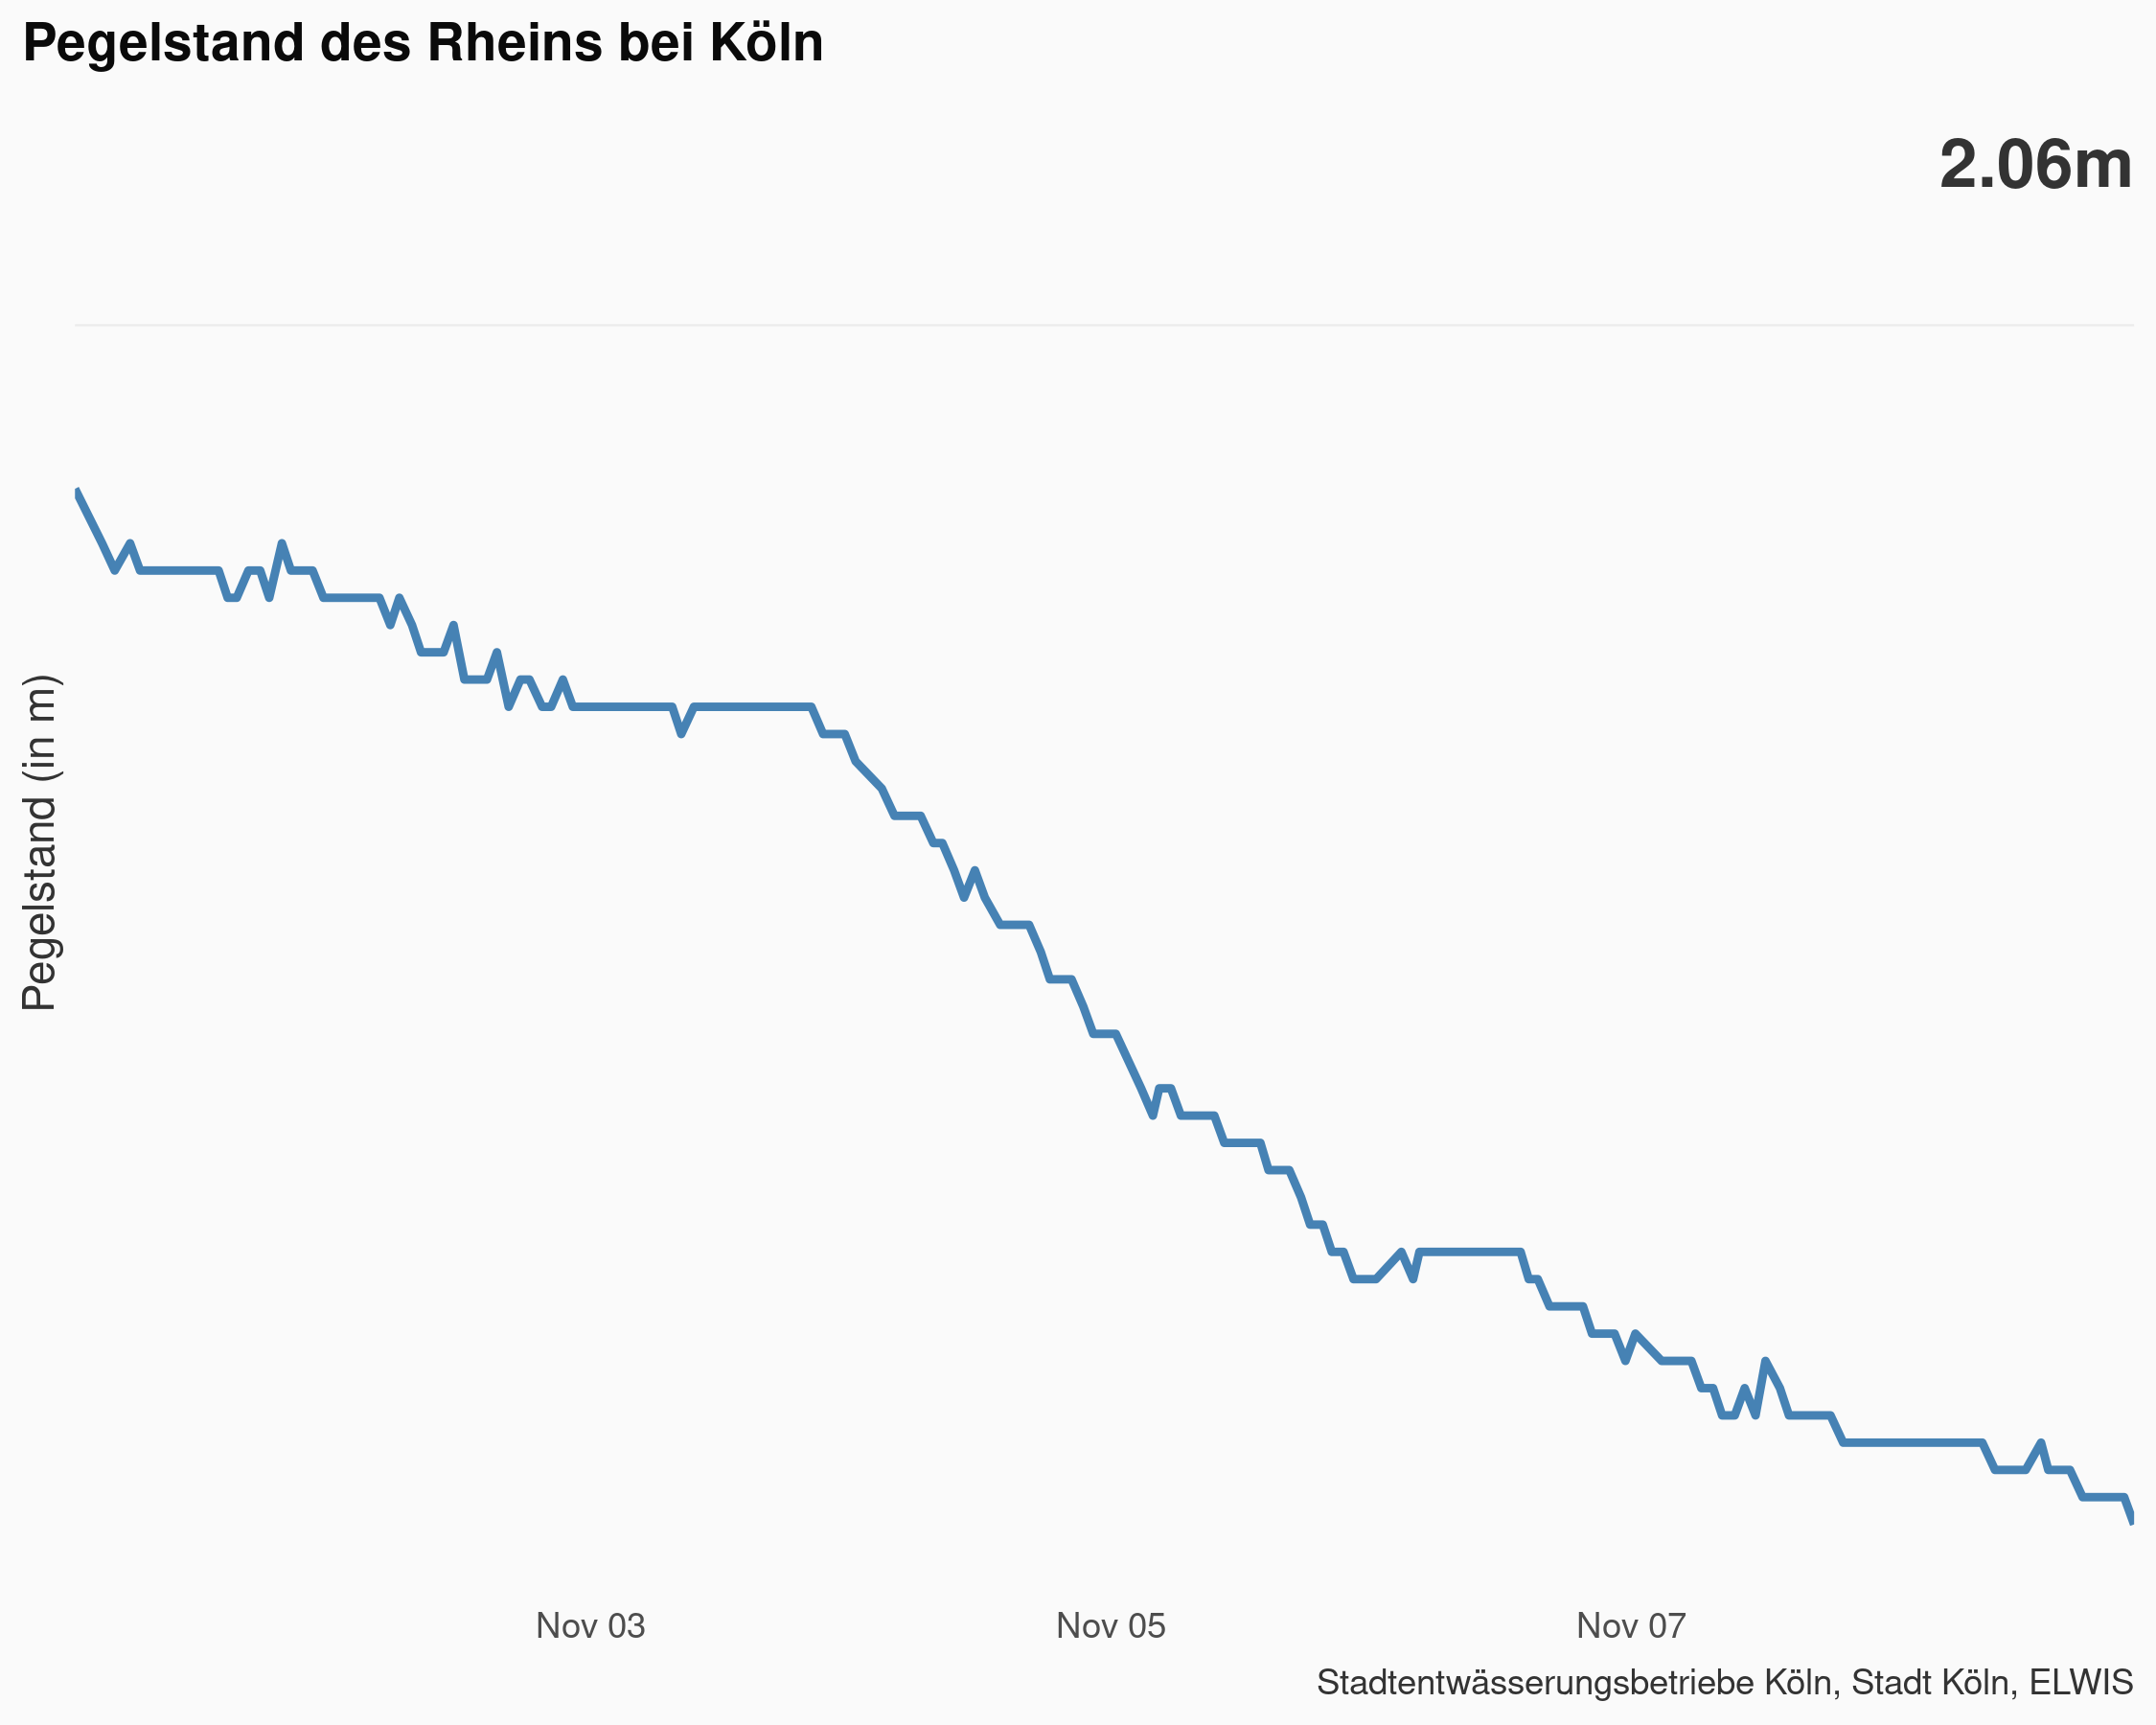 Pegelstand des Rheins bei Köln
2.06m
Pegelstand (in m)
Nov 03
Nov 05
Nov 07
Stadtentwässerungsbetriebe Köln, Stadt Köln, ELWIS